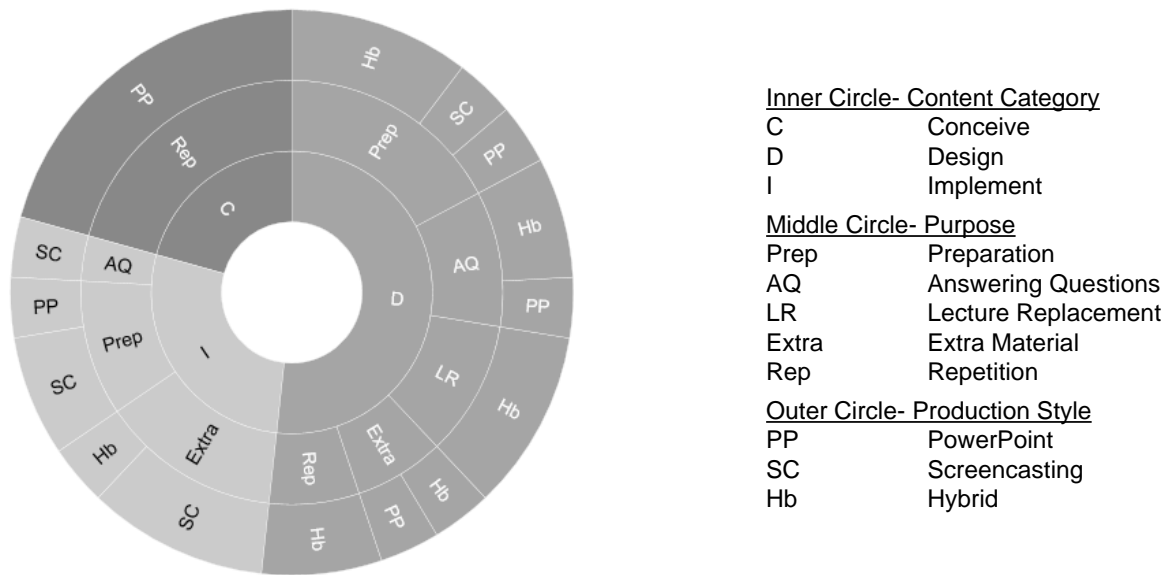 PP
Rep
C
Hb
SC
PP
Prep
Hb
PP
AQ
D
Hb
LR
Hb
PP
Extra
Hb
Rep
SC
Hb
Extra
SC
PP
Prep
SC
AQ
I
Inner Circle- Content Category
C Conceive
D Design
I Implement
Middle Circle- Purpose
Prep Preparation
AQ Answering Questions
LR Lecture Replacement
Extra Extra Material
Rep Repetition
Outer Circle- Production Style
PP PowerPoint
SC Screencasting
Hb Hybrid